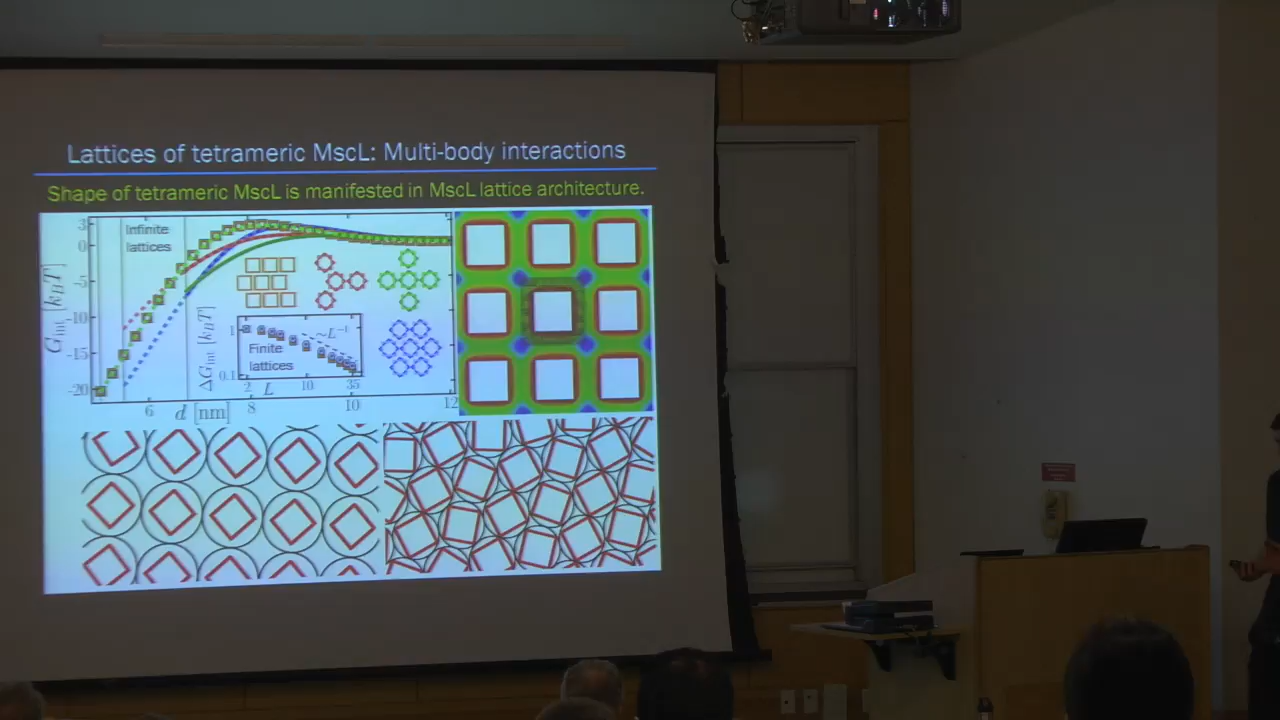 Lattices of tetrameric MscL: Multi-body interactions
Shape of tetrameric MscL is manifested in MscL lattice architecture.
Infinite
lattices
G_int [k_BT]
3
0
-5
-10
-15
-20
6
8
10
12
d [nm]
ΔG_int [k_BT]
1
0.1
~L⁻¹
Finite
lattices
2
10
35
L